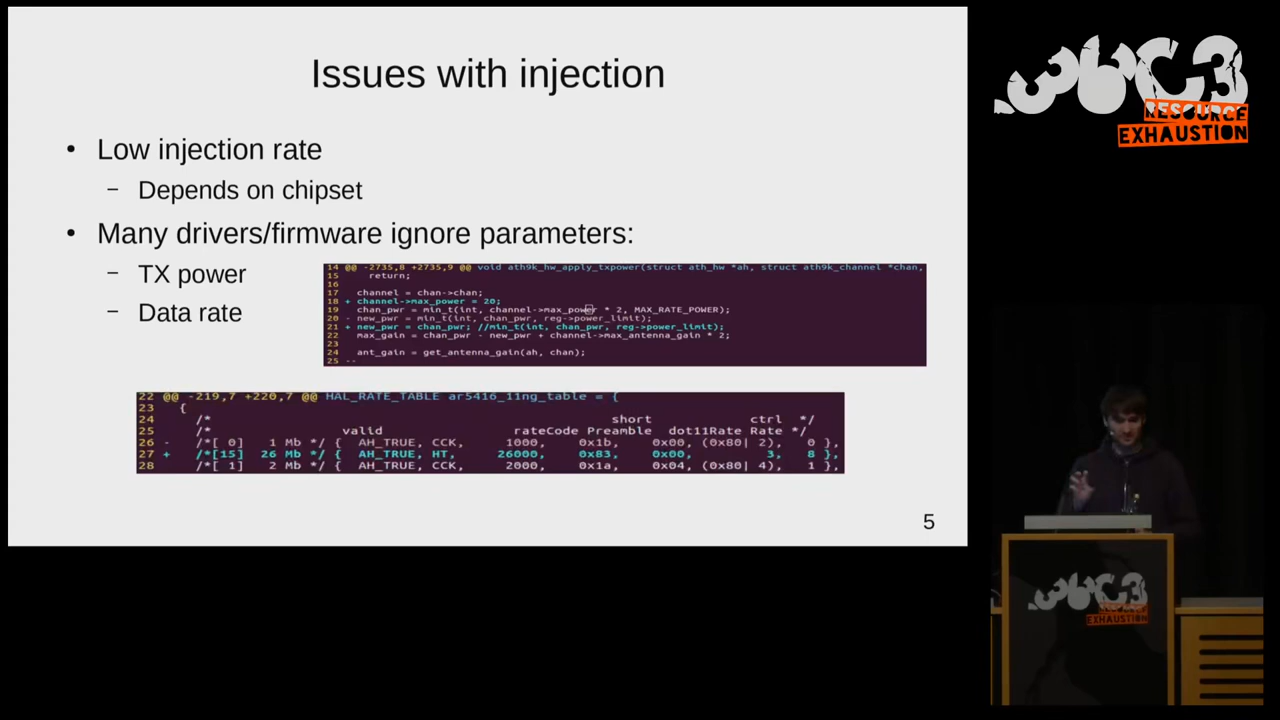 Issues with injection
• Low injection rate
– Depends on chipset
• Many drivers/firmware ignore parameters:
– TX power
– Data rate
14 @@ -2735,8 +2735,9 @@ void ath9k_hw_apply_txpower(struct ath_hw *ah, struct ath9k_channel *chan,
15 return;
16
17 channel = chan->chan;
18 + channel->max_power = 20;
19 chan_pwr = min_t(int, channel->max_power * 2, MAX_RATE_POWER);
20 - new_pwr = min_t(int, chan_pwr, reg->power_limit);
21 + new_pwr = chan_pwr; //min_t(int, chan_pwr, reg->power_limit);
22 max_gain = chan_pwr - new_pwr + channel->max_antenna_gain * 2;
23
24 ant_gain = get_antenna_gain(ah, chan);
25 --
22 @@ -219,7 +220,7 @@ HAL_RATE_TABLE ar5416_11ng_table = {
23 {
24 /* short ctrl */
25 /* valid rateCode Preamble dot11Rate Rate */
26 - /*[ 0] 1 Mb */ { AH_TRUE, CCK, 1000, 0x1b, 0x00, (0x80| 2), 0 },
27 + /*[15] 26 Mb */ { AH_TRUE, HT, 26000, 0x83, 0x00, 3, 8 },
28 /*[ 1] 2 Mb */ { AH_TRUE, CCK, 2000, 0x1a, 0x04, (0x80| 4), 1 },
5
36C3
RESOURCE
EXHAUSTION
36C3
RESOURCE
EXHAUSTION